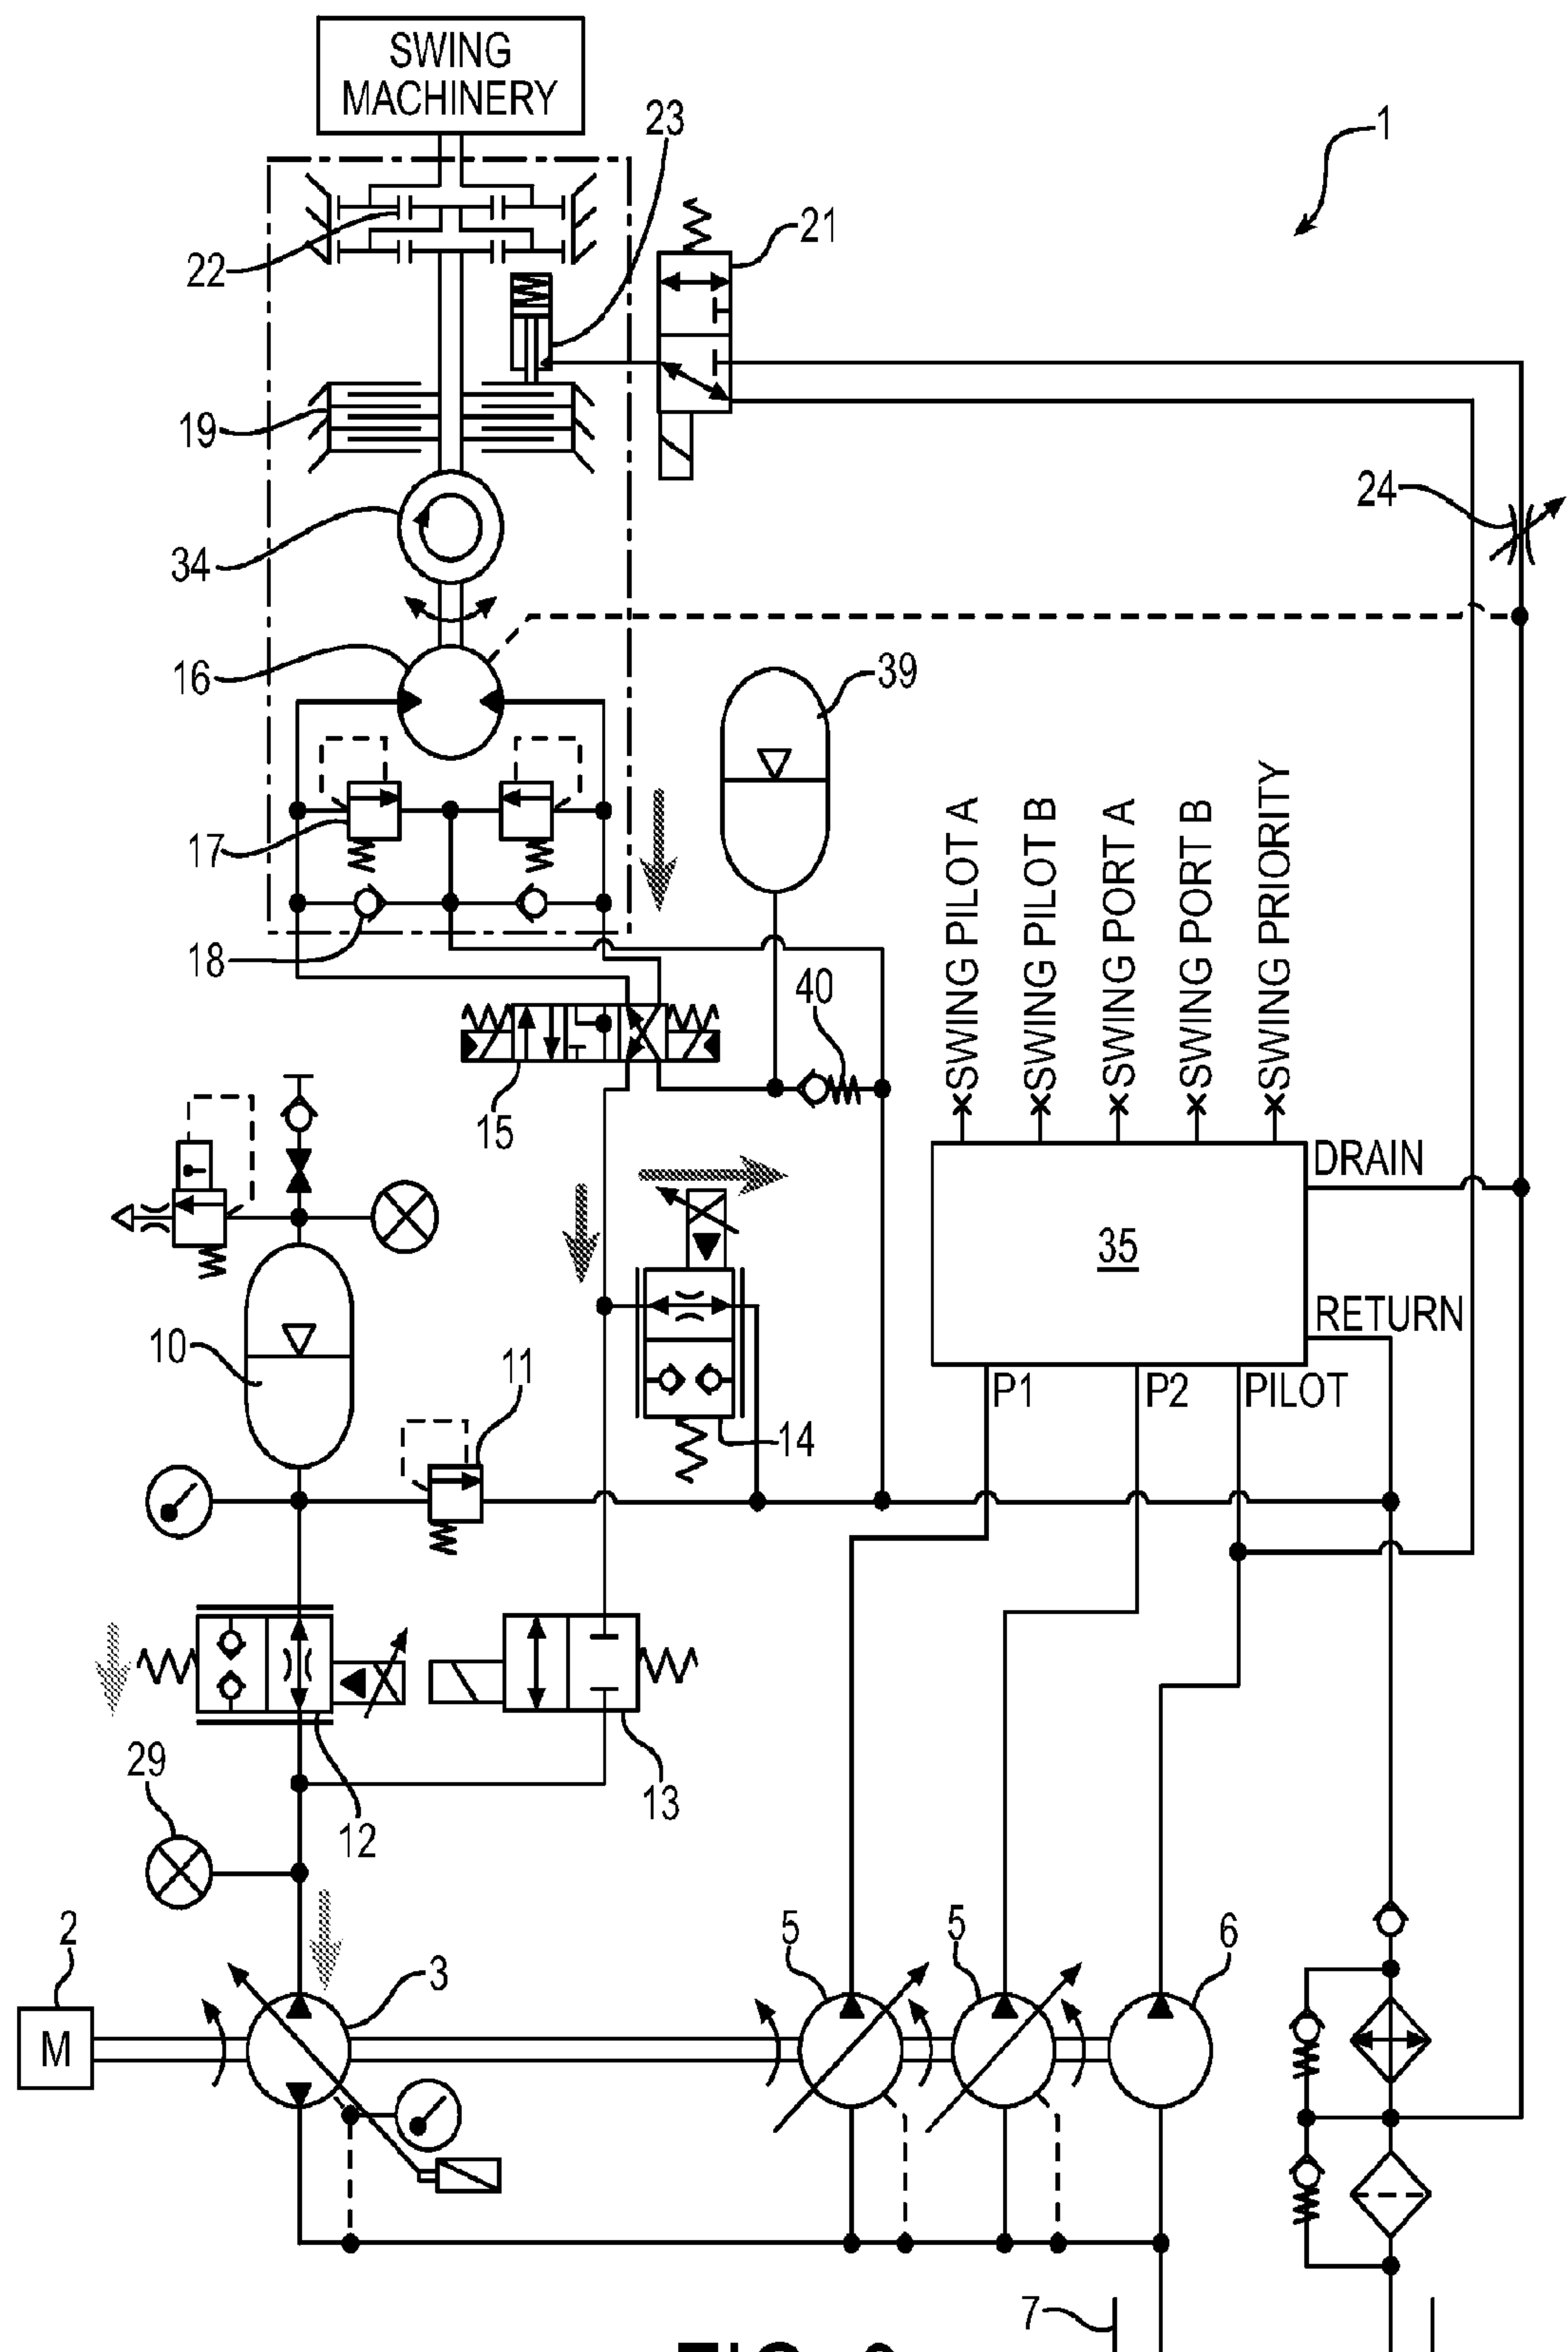 SWING
MACHINERY
23
1
21
22
19
24
34
16
39
17
18
40
15
SWING PILOT A
SWING PILOT B
SWING PORT A
SWING PORT B
SWING PRIORITY
DRAIN
35
RETURN
10
11
14
P1
P2
PILOT
29
12
13
2
M
3
5
5
6
7